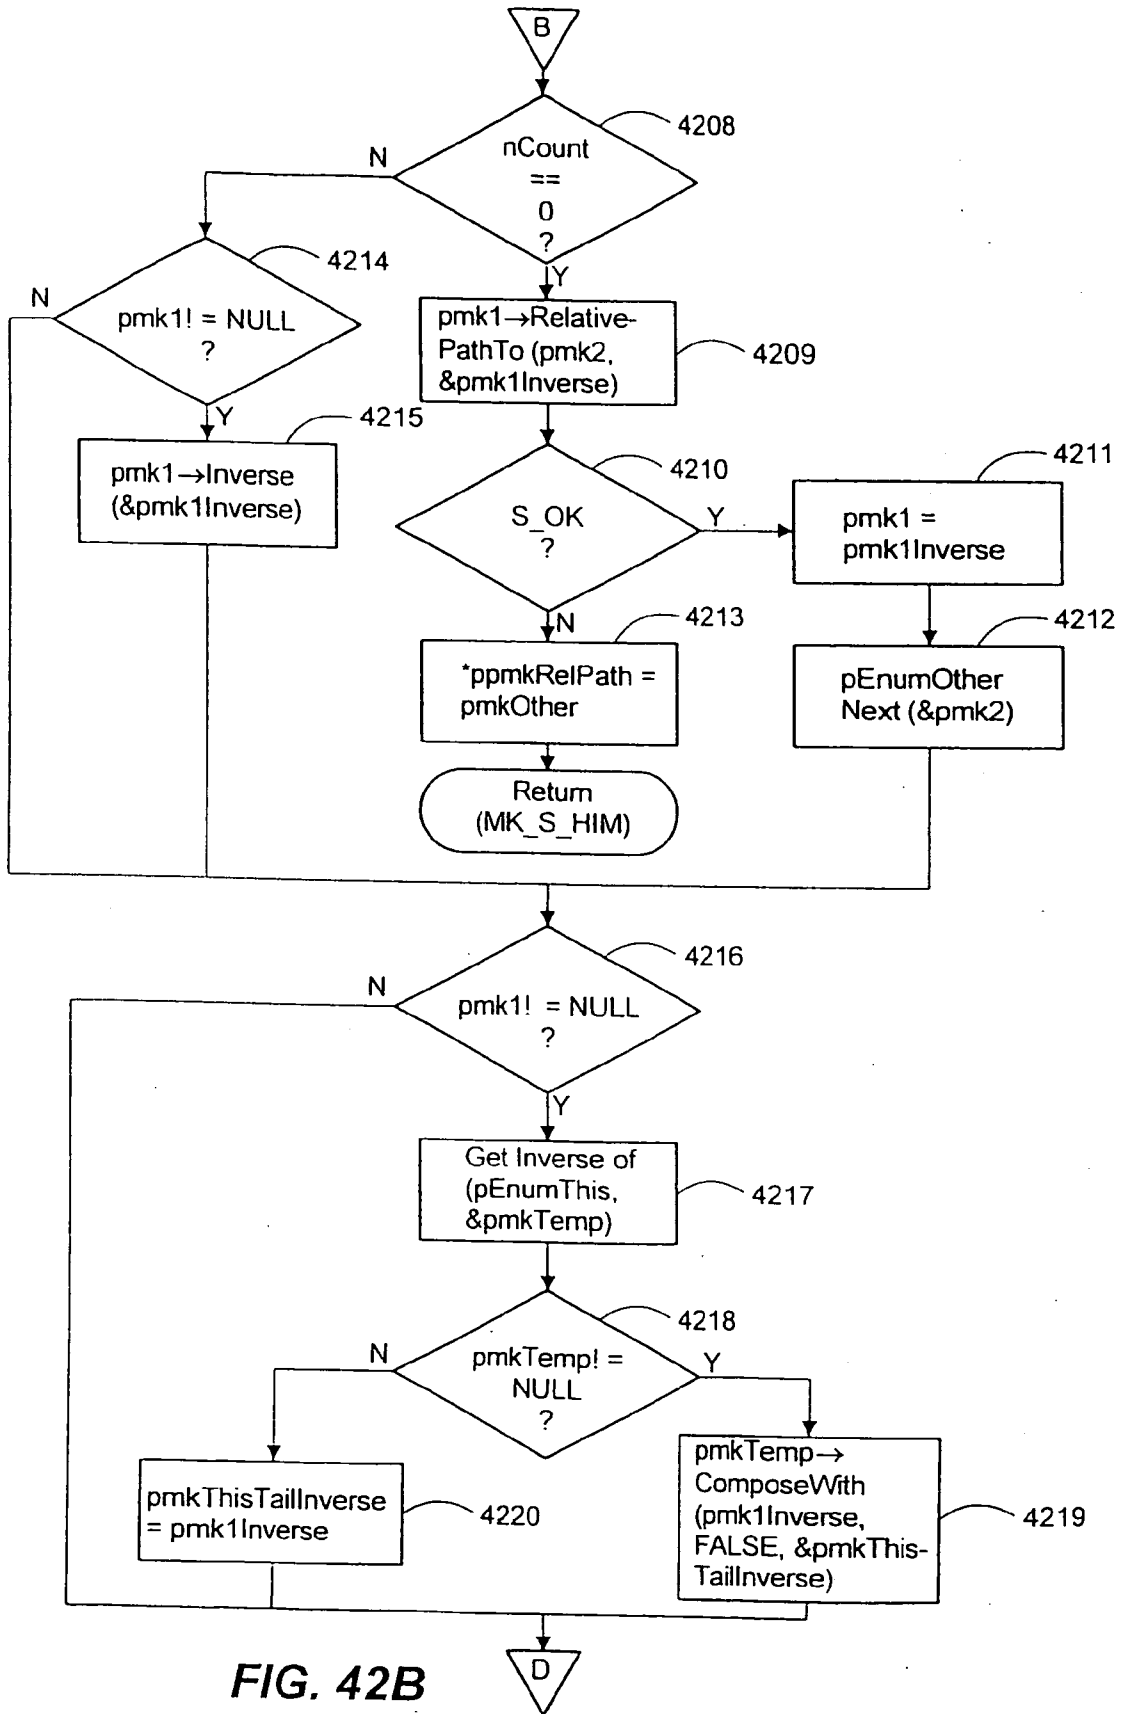 B
4208
nCount
==
0
?
N
Y
4214
pmk1! = NULL
?
N
Y
pmk1→Relative-
PathTo (pmk2,
&pmk1Inverse)
4209
4215
pmk1→Inverse
(&pmk1Inverse)
4210
S_OK
?
Y
N
4211
pmk1 =
pmk1Inverse
4213
*ppmkRelPath =
pmkOther
4212
pEnumOther
Next (&pmk2)
Return
(MK_S_HIM)
4216
pmk1! = NULL
?
N
Y
Get Inverse of
(pEnumThis,
&pmkTemp)
4217
4218
pmkTemp! =
NULL
?
N
Y
pmkThisTailInverse
= pmk1Inverse
4220
pmkTemp→
ComposeWith
(pmk1Inverse,
FALSE, &pmkThis-
TailInverse)
4219
D
FIG. 42B